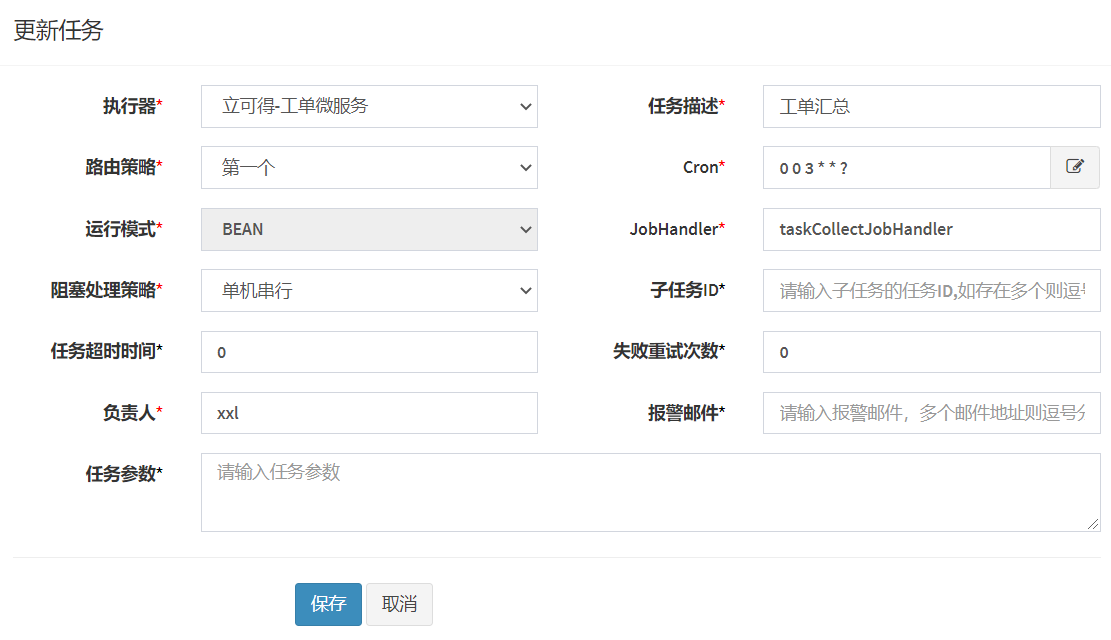 更新任务
执行器* 立可得-工单微服务 任务描述* 工单汇总
路由策略* 第一个 Cron* 0 0 3 * * ?
运行模式* BEAN JobHandler* taskCollectJobHandler
阻塞处理策略* 单机串行 子任务ID* 请输入子任务的任务ID,如存在多个则逗
任务超时时间* 0 失败重试次数* 0
负责人* xxl 报警邮件* 请输入报警邮件，多个邮件地址则逗号分
任务参数* 请输入任务参数
保存 取消